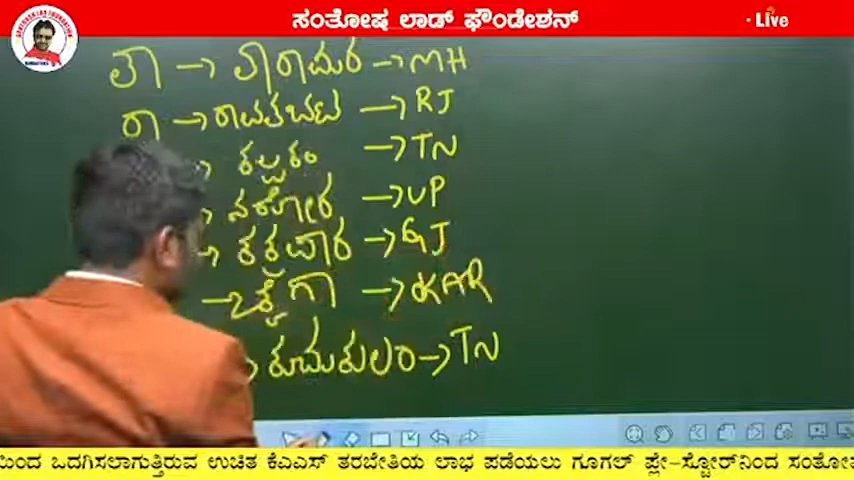 ಸಂತೋಷ ಲಾಡ್ ಫೌಂಡೇಶನ್
Live
ತಾ → ತಾರಾಪುರ → MH
ರಾ → ರಾವತಭಟ → RJ
ಕಲ್ಪಕಂ → TN
ನರೋರ → UP
ಕಕ್ರಪಾರ → GJ
→ KAR
→ TN
ಯಿಂದ ಒದಗಿಸಲಾಗುತ್ತಿರುವ ಉಚಿತ ಕೆಎಎಸ್ ತರಬೇತಿಯ ಲಾಭ ಪಡೆಯಲು ಗೂಗಲ್ ಪ್ಲೇ-ಸ್ಟೋರ್‌ನಿಂದ